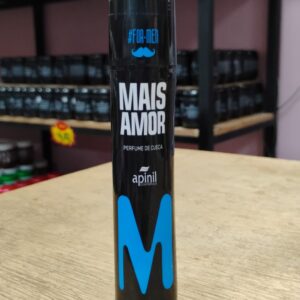 #FOR-MEN
MAIS
AMOR
PERFUME DE CUECA
apinil
M